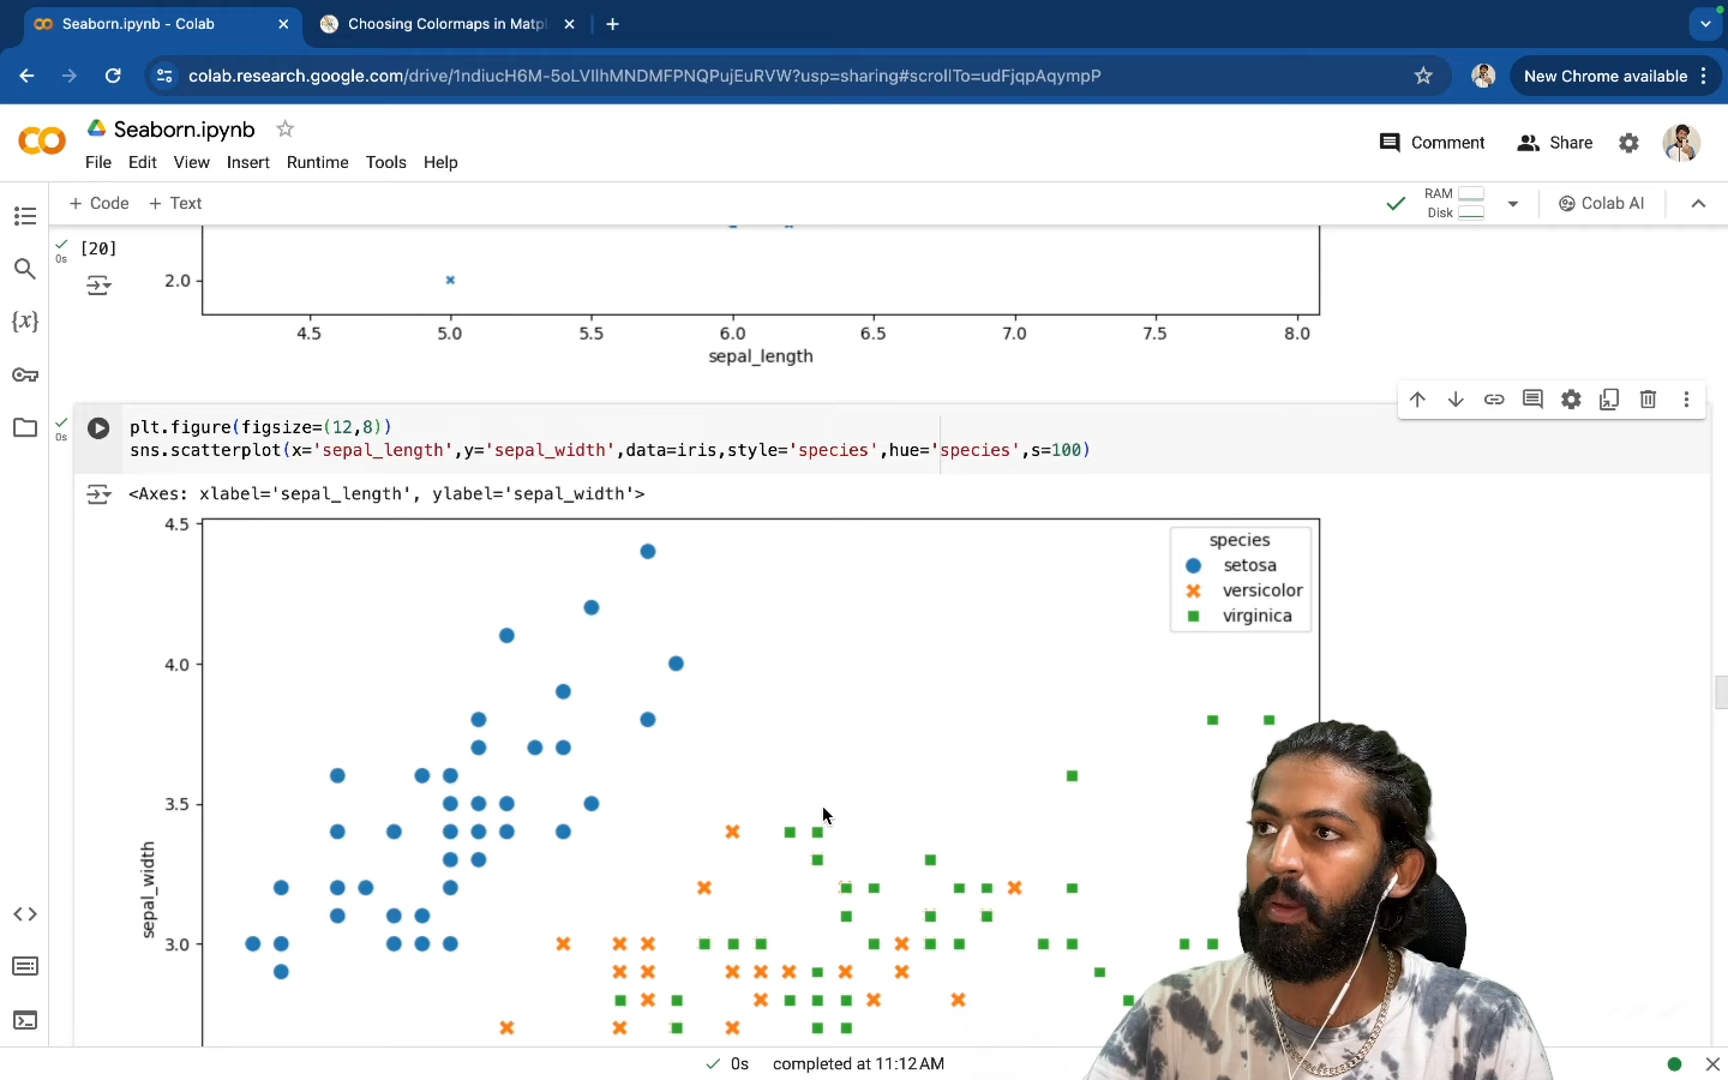 Seaborn.ipynb - Colab
Choosing Colormaps in Matpl
colab.research.google.com/drive/1ndiucH6M-5oLVIlhMNDMFPNQPujEuRVW?usp=sharing#scrollTo=udFjqpAqympP
New Chrome available
Seaborn.ipynb
File Edit View Insert Runtime Tools Help
Comment
Share
+ Code + Text
RAM
Disk
Colab AI
[20]
0s
2.0
4.5 5.0 5.5 6.0 6.5 7.0 7.5 8.0
sepal_length
0s
plt.figure(figsize=(12,8))
sns.scatterplot(x='sepal_length',y='sepal_width',data=iris,style='species',hue='species',s=100)
<Axes: xlabel='sepal_length', ylabel='sepal_width'>
4.5
4.0
3.5
3.0
sepal_width
species
setosa
versicolor
virginica
0s completed at 11:12 AM